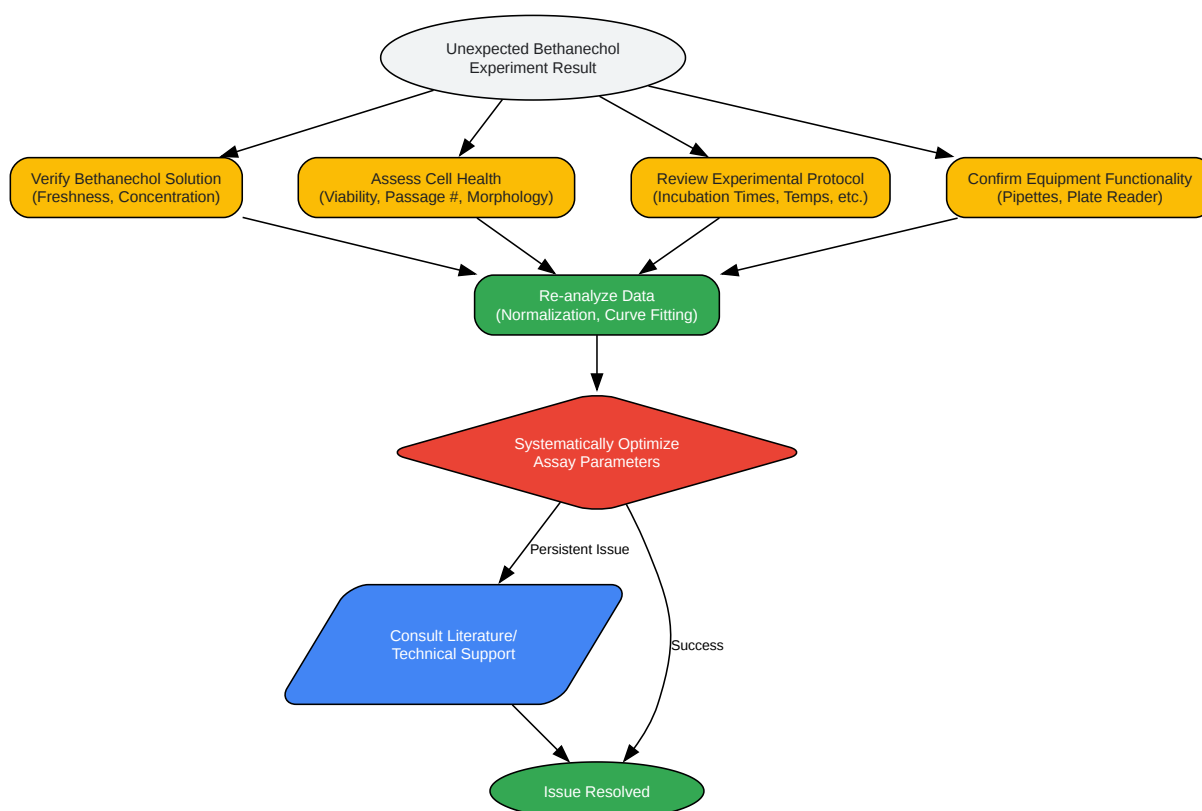 Unexpected Bethanechol
Experiment Result
Verify Bethanechol Solution
(Freshness, Concentration)
Assess Cell Health
(Viability, Passage #, Morphology)
Review Experimental Protocol
(Incubation Times, Temps, etc.)
Confirm Equipment Functionality
(Pipettes, Plate Reader)
Re-analyze Data
(Normalization, Curve Fitting)
Systematically Optimize
Assay Parameters
Persistent Issue
Consult Literature/
Technical Support
Success
Issue Resolved